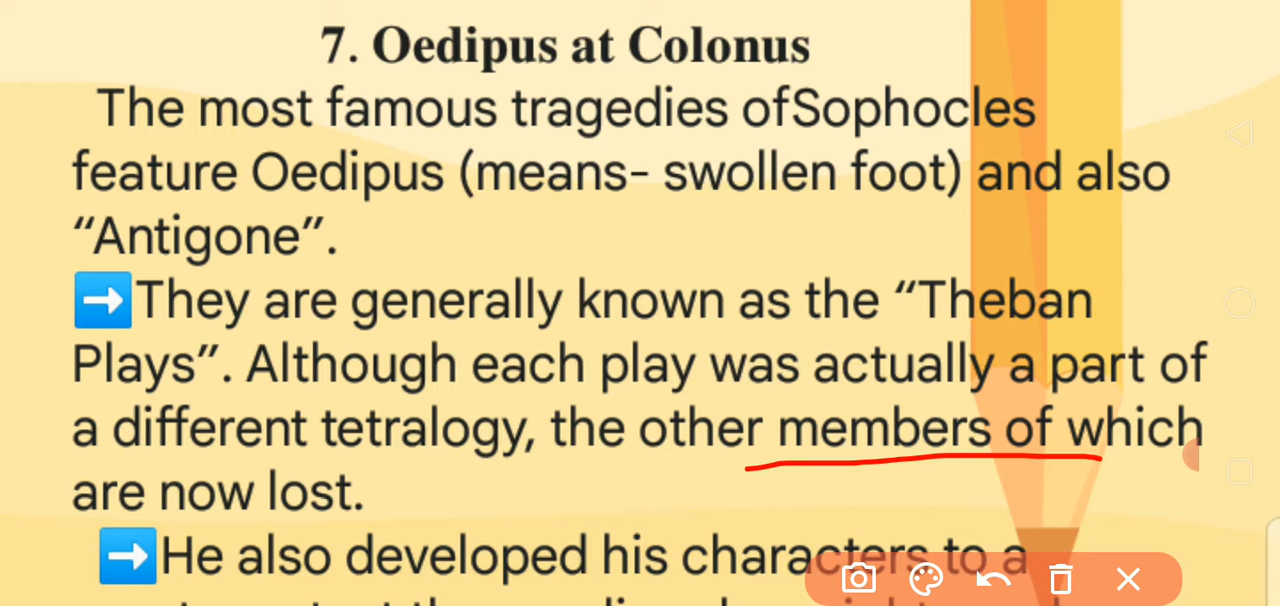 7. Oedipus at Colonus
The most famous tragedies ofSophocles
feature Oedipus (means- swollen foot) and also
“Antigone”.
➡️They are generally known as the “Theban
Plays”. Although each play was actually a part of
a different tetralogy, the other members of which
are now lost.
➡️He also developed his characters to a